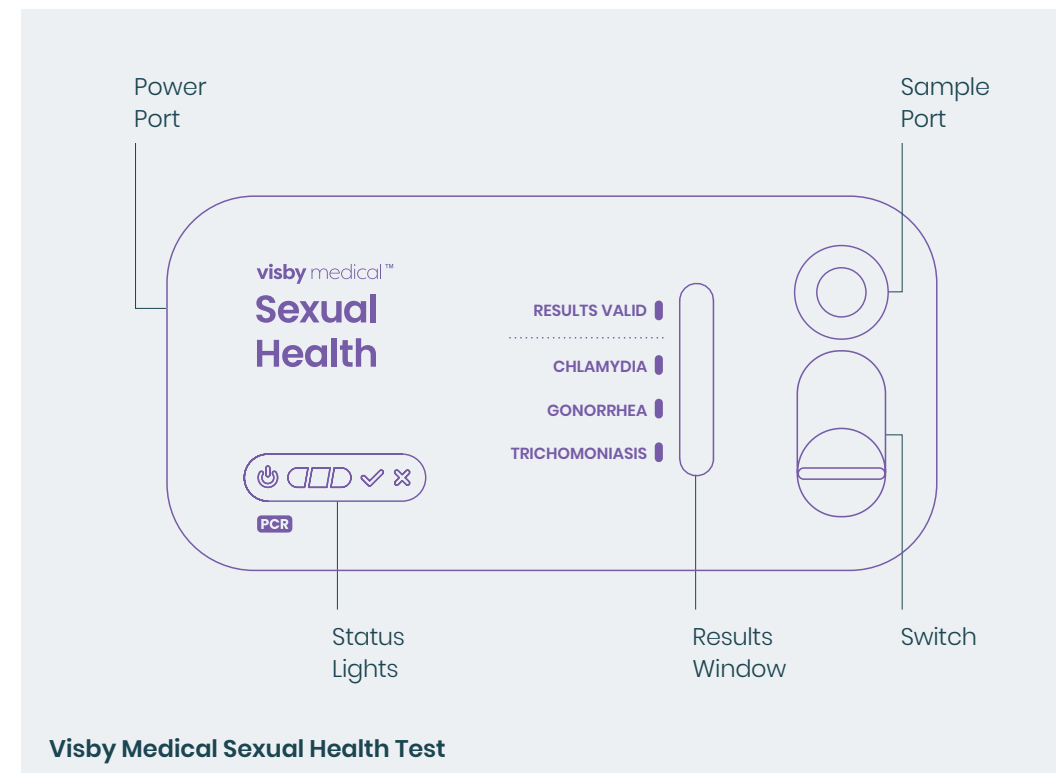 Power
Port
Sample
Port
visby medical™
Sexual
Health
RESULTS VALID
CHLAMYDIA
GONORRHEA
TRICHOMONIASIS
PCR
Status
Lights
Results
Window
Switch
Visby Medical Sexual Health Test